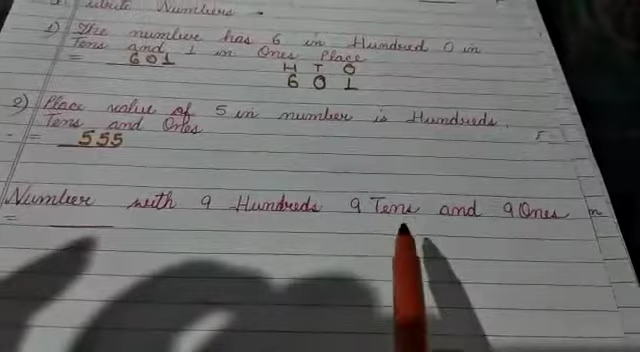 write Numbers.
1) The number has 6 in Hundred 0 in
Tens and 1 in Ones Place
= 601
H T O
6 0 1
2) Place value of 5 in number is Hundreds,
Tens and Ones
= 555
Number with 9 Hundreds 9 Tens and 9 Ones
=